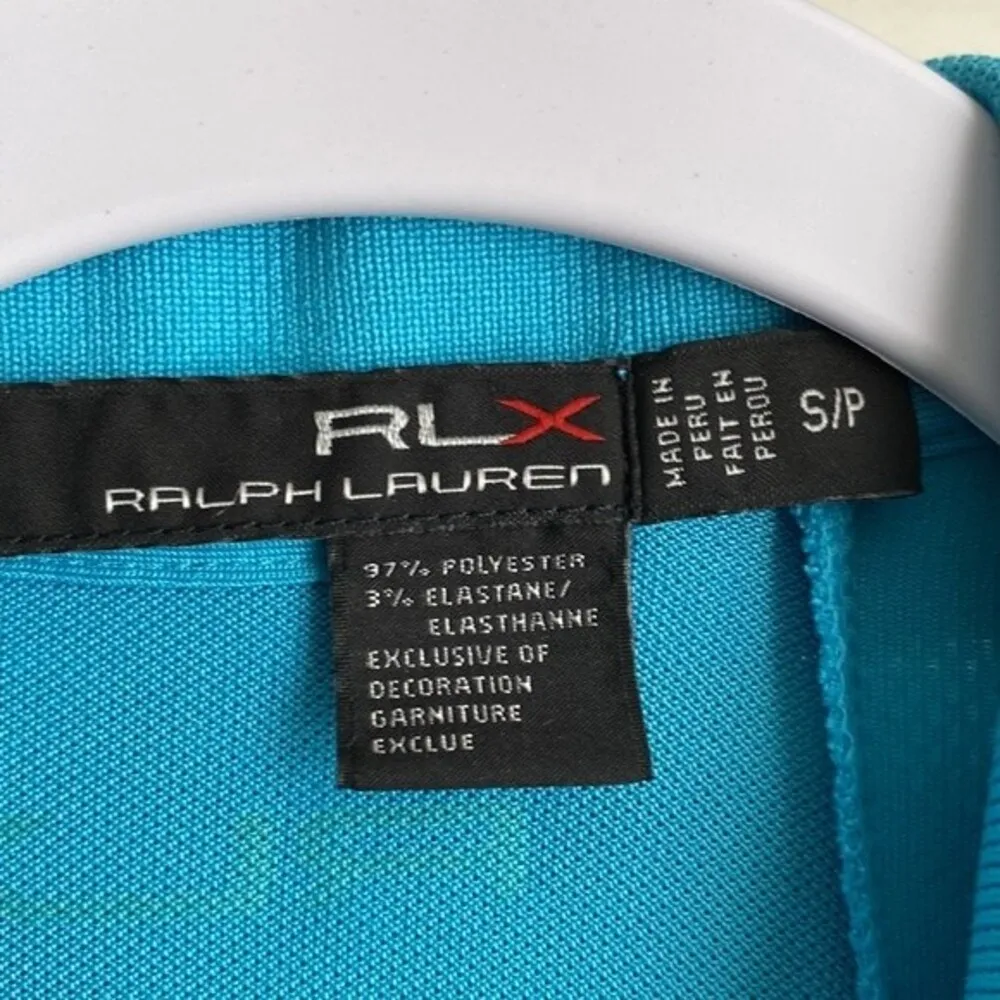 RLX
RALPH LAUREN
MADE IN
PERU
FAIT EN
PEROU
S/P
97% POLYESTER
3% ELASTANE/
ELASTHANNE
EXCLUSIVE OF
DECORATION
GARNITURE
EXCLUE